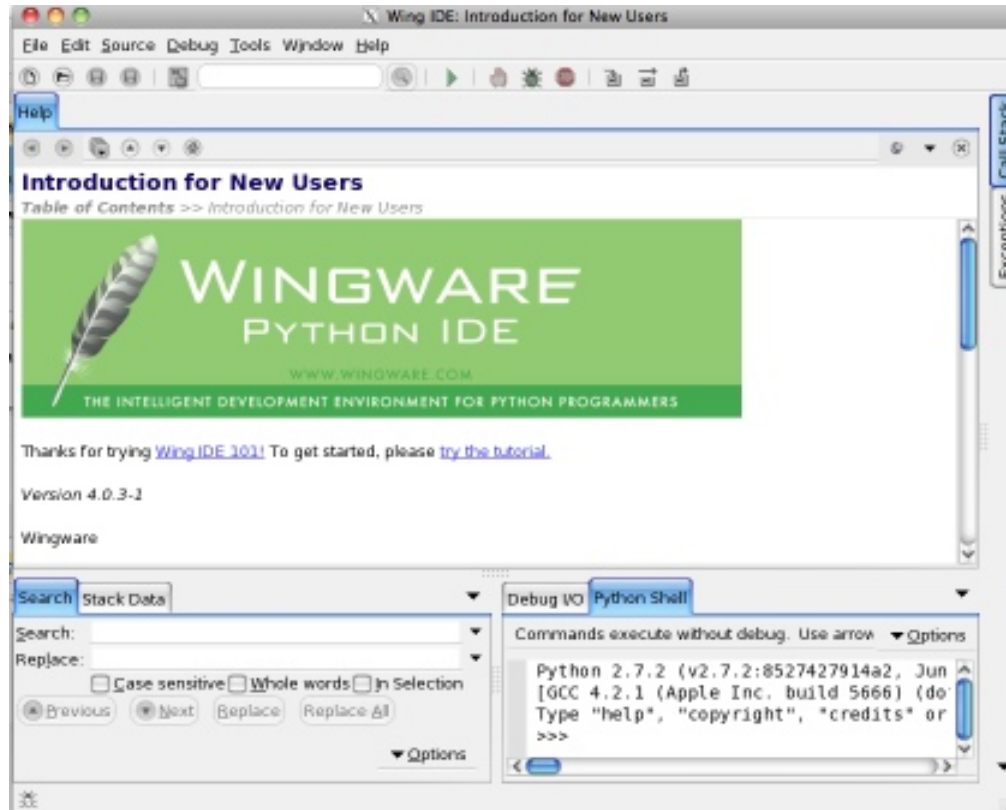 Wing IDE: Introduction for New Users
File Edit Source Debug Tools Window Help
Help
Call Stack
Exceptions
Introduction for New Users
Table of Contents >> Introduction for New Users
WINGWARE
PYTHON IDE
WWW.WINGWARE.COM
THE INTELLIGENT DEVELOPMENT ENVIRONMENT FOR PYTHON PROGRAMMERS
Thanks for trying Wing IDE 101! To get started, please try the tutorial.
Version 4.0.3-1
Wingware
Search Stack Data
Search:
Replace:
Case sensitive Whole words In Selection
Previous Next Replace Replace All
Options
Debug I/O Python Shell
Commands execute without debug. Use arrow Options
Python 2.7.2 (v2.7.2:8527427914a2, Jun
[GCC 4.2.1 (Apple Inc. build 5666) (do
Type "help", "copyright", "credits" or
>>>